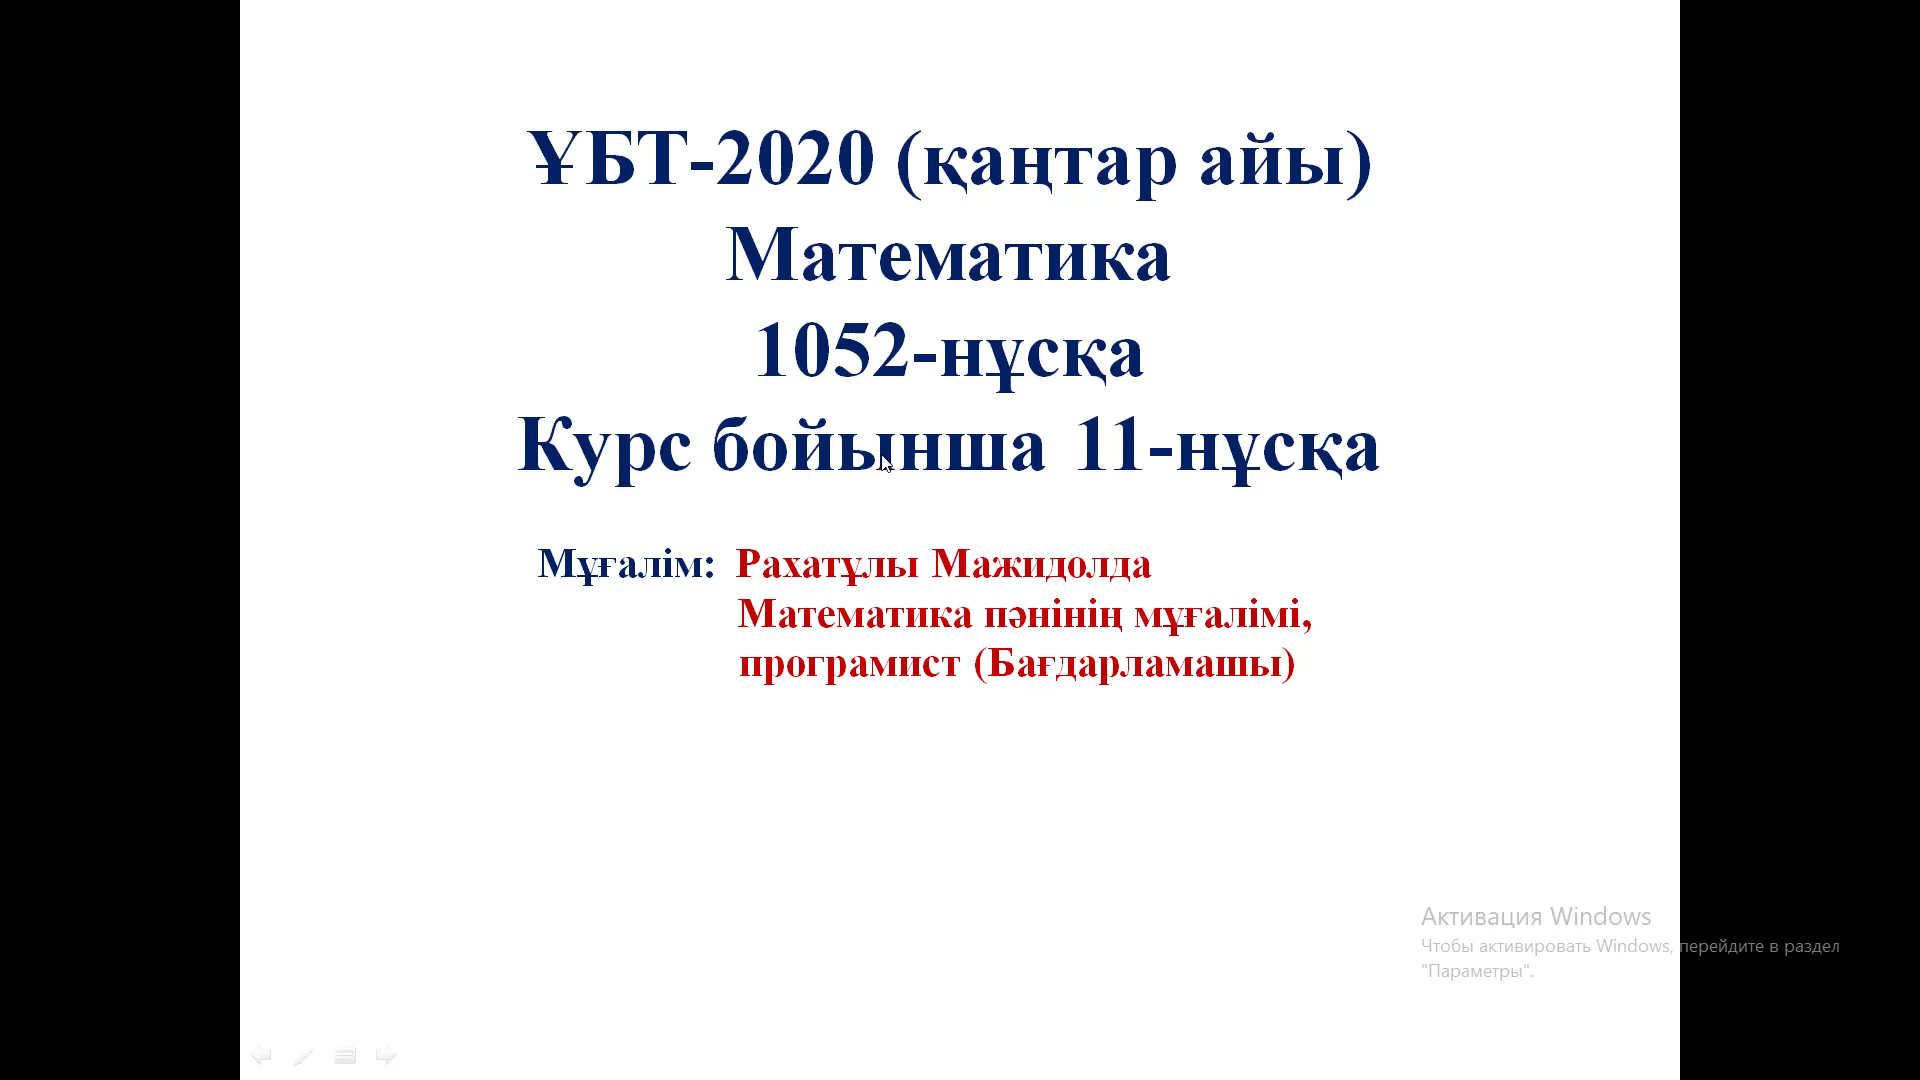 ҰБТ-2020 (қаңтар айы)
Математика
1052-нұсқа
Курс бойынша 11-нұсқа
Мұғалім: Рахатұлы Мажидолда
Математика пәнінің мұғалімі,
програмист (Бағдарламашы)
Активация Windows
Чтобы активировать Windows, перейдите в раздел
"Параметры".